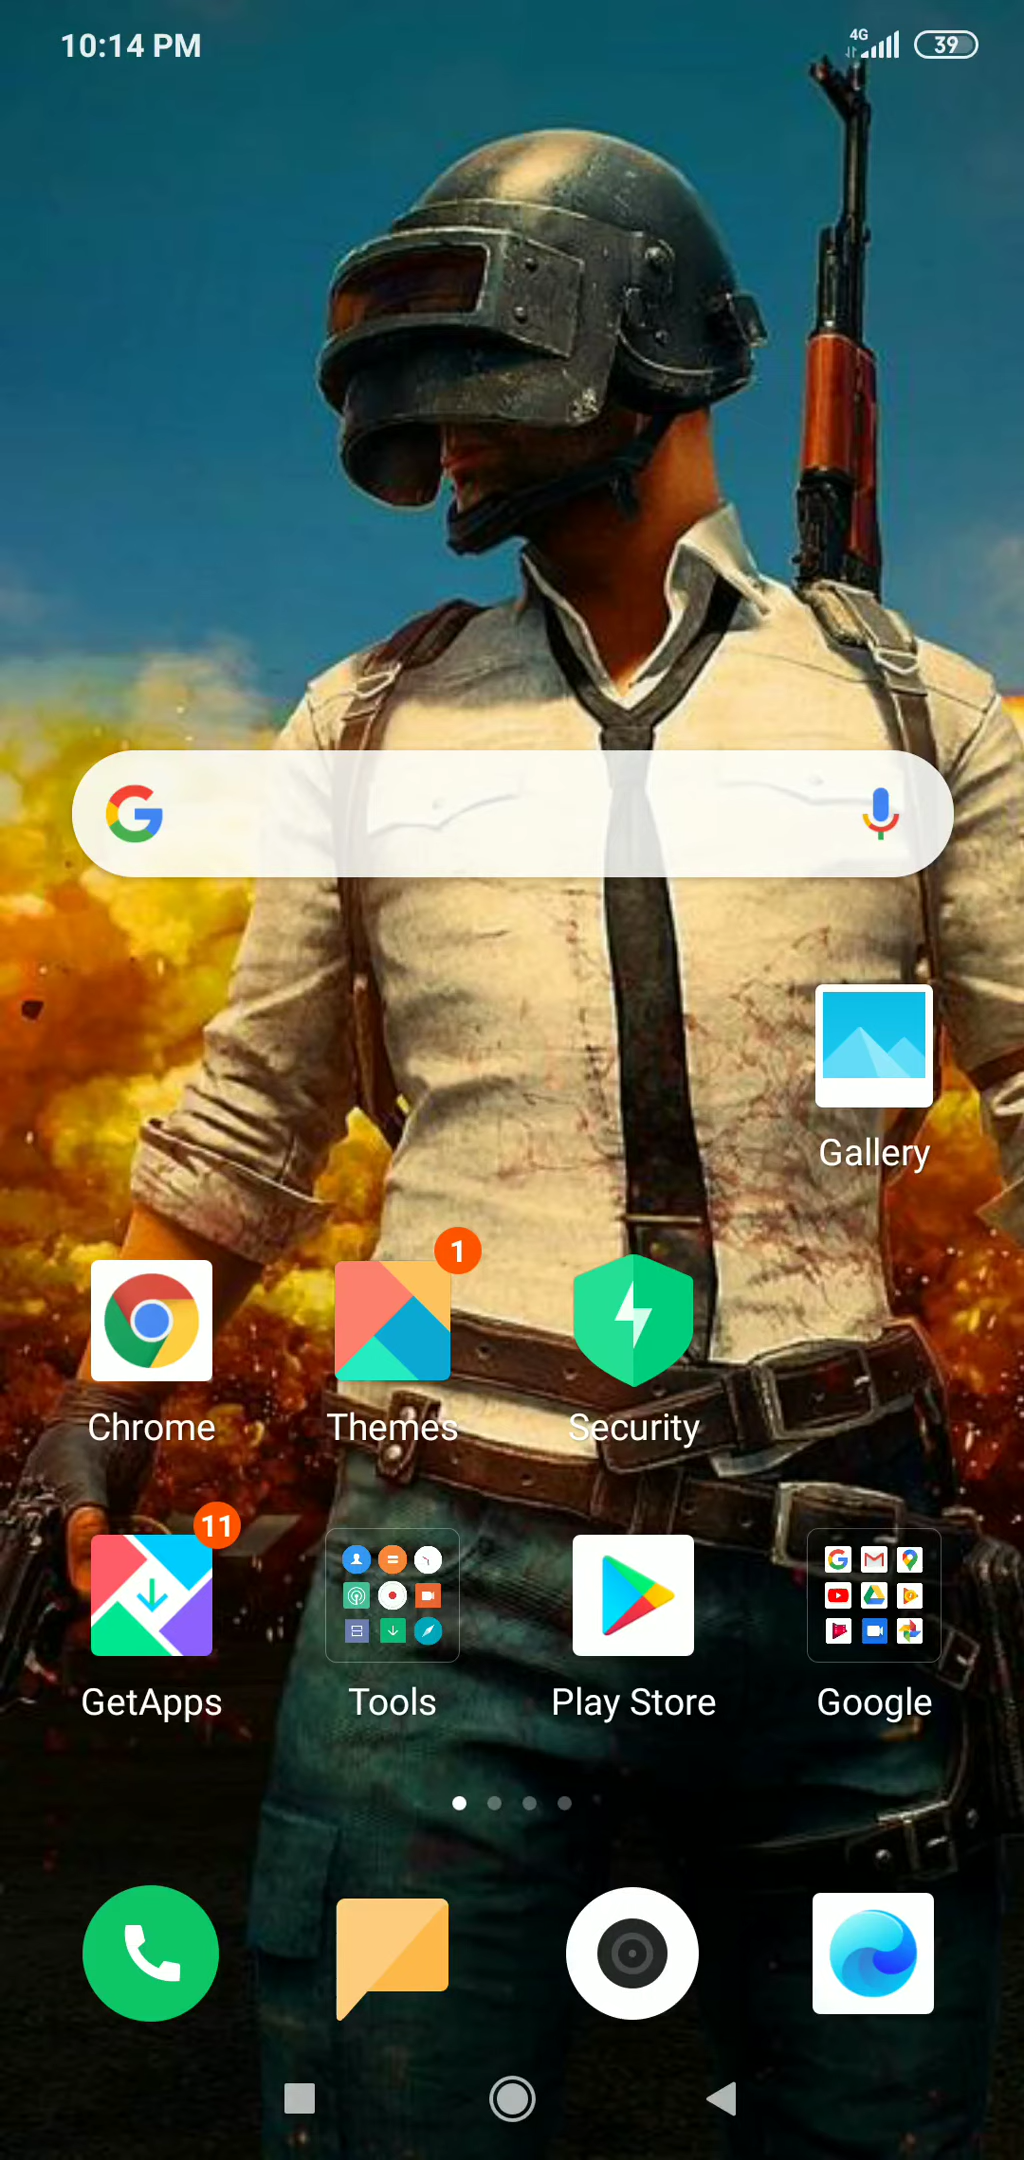 10:14 PM
4G
39
Gallery
1
Chrome
Themes
Security
11
GetApps
Tools
Play Store
Google